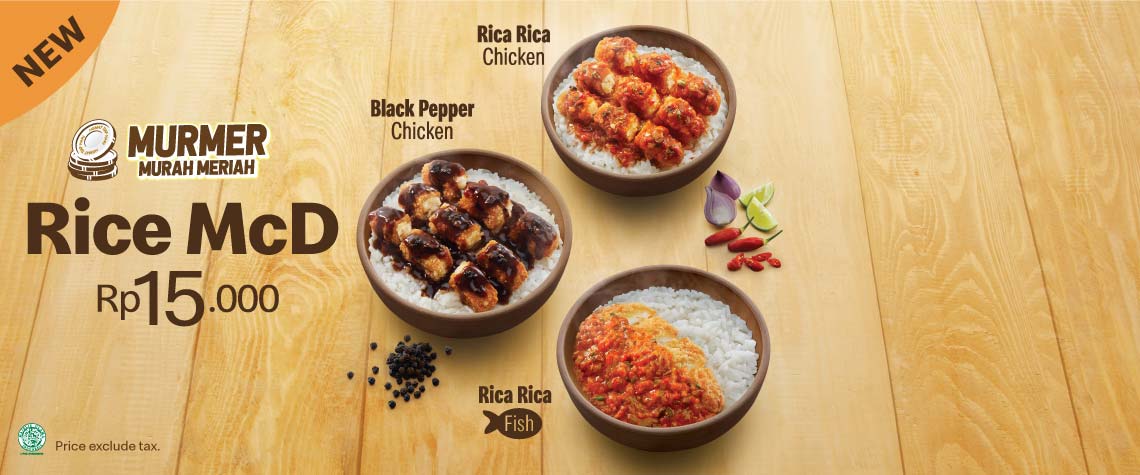 NEW
MURMER
MURAH MERIAH
Rice McD
Rp15.000
Rica Rica
Chicken
Black Pepper
Chicken
Rica Rica
Fish
Price exclude tax.